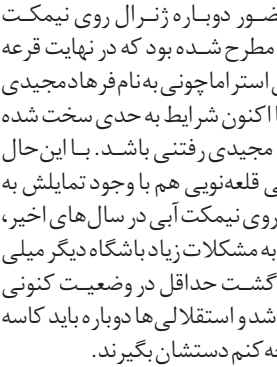 ـضور دوباره ژنرال روی نیمکت
مطرح شده بود که در نهایت قرعه
استراماچونی به‌نام فرهاد مجیدی
اکنون شرایط به حدی سخت شده
مجیدی رفتنی باشد. با این‌حال
قلعه‌نویی هم با وجود تمایلش به
روی نیمکت آبی در سال‌های اخیر،
به مشکلات زیاد باشگاه دیگر میلی
گشت حداقل در وضعیت کنونی
شد و استقلالی‌ها دوباره باید کاسه
چه کنم دستشان بگیرند.